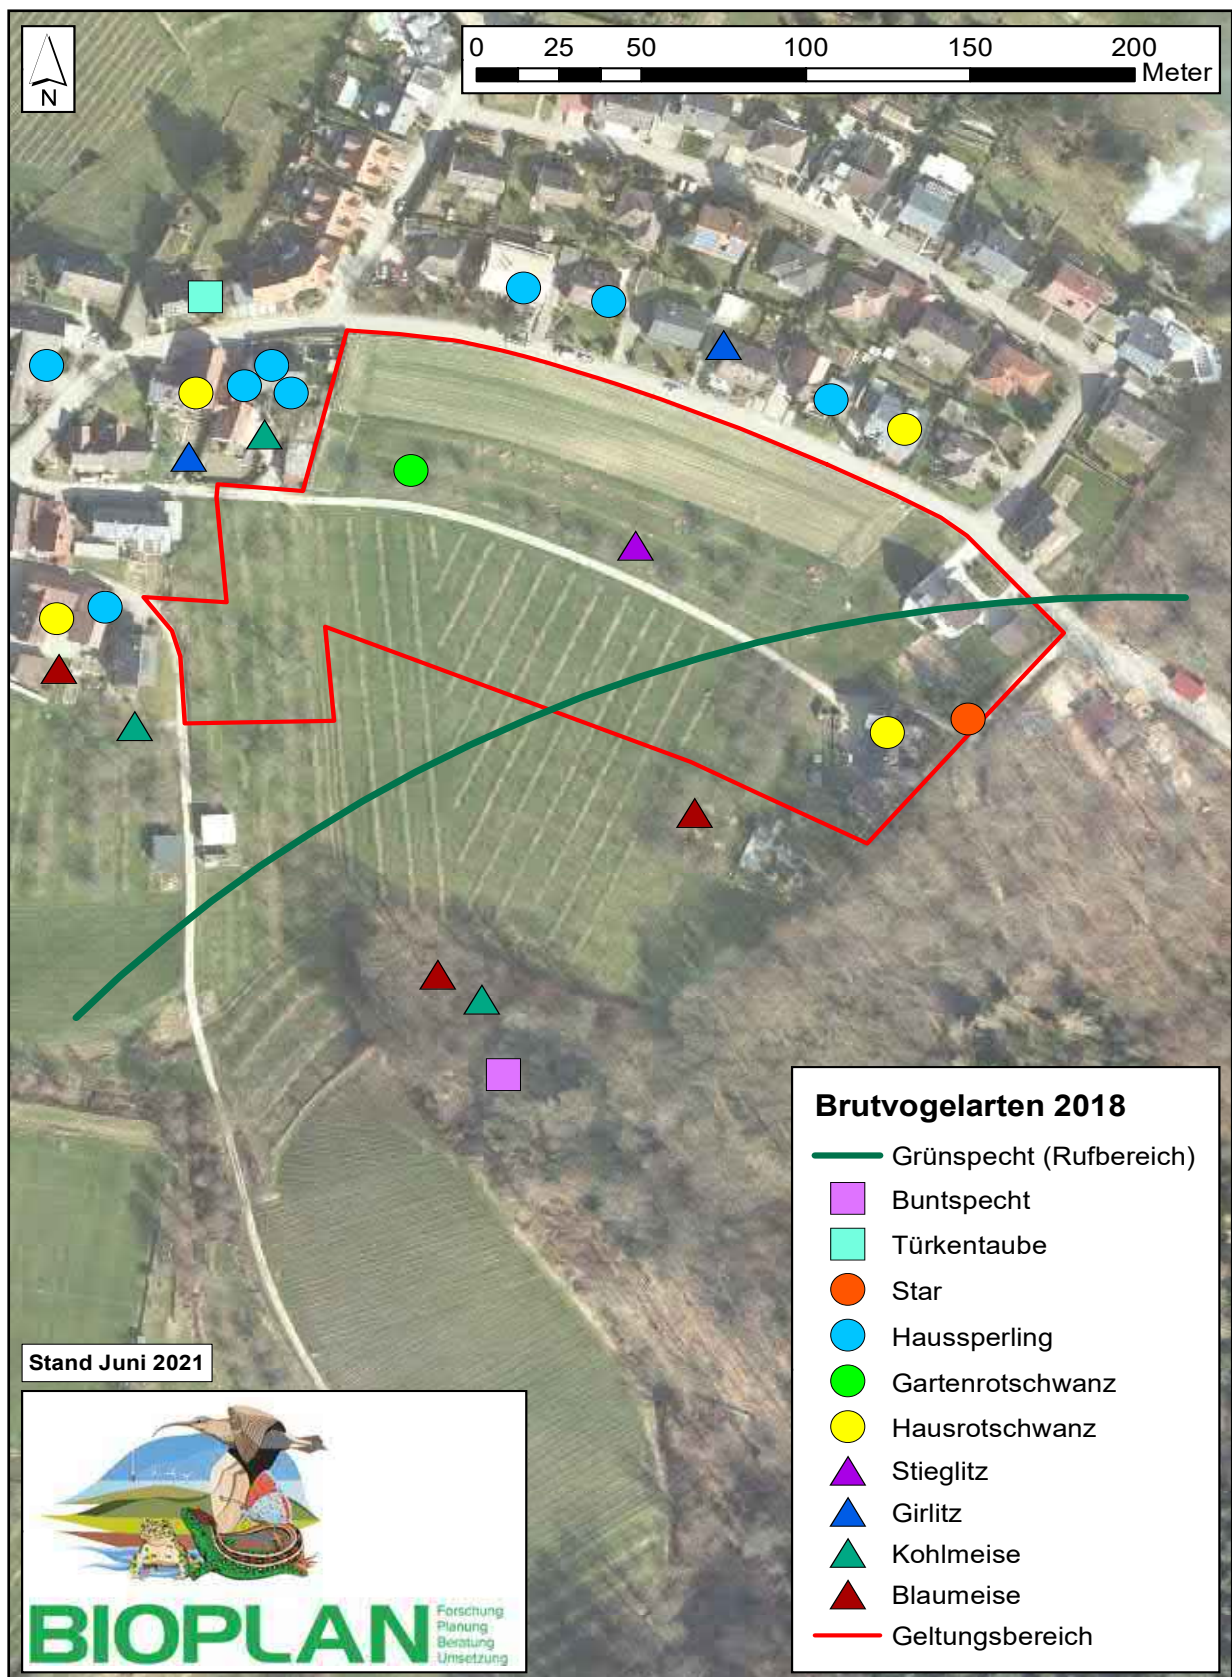 N
0 25 50 100 150 200
Meter
Brutvogelarten 2018
Grünspecht (Rufbereich)
Buntspecht
Türkentaube
Star
Haussperling
Gartenrotschwanz
Hausrotschwanz
Stieglitz
Girlitz
Kohlmeise
Blaumeise
Geltungsbereich
Stand Juni 2021
BIOPLAN
Forschung
Planung
Beratung
Umsetzung